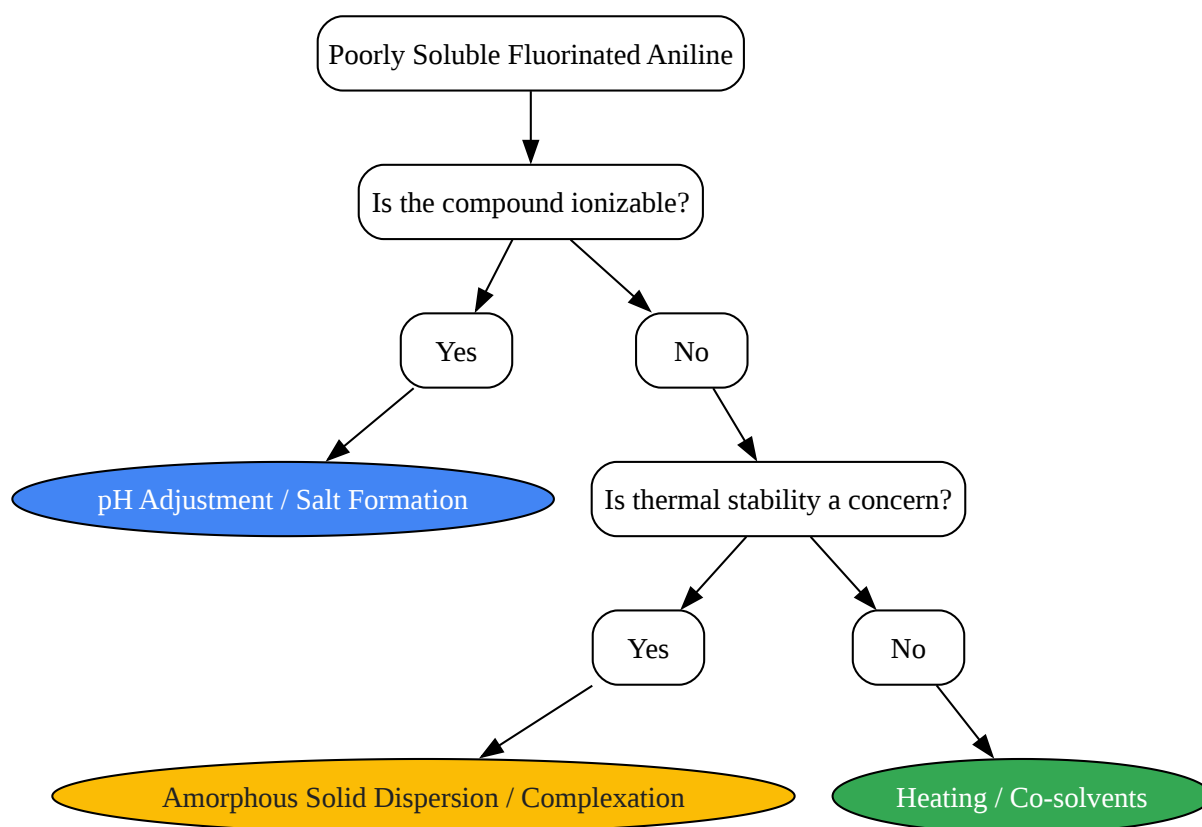 Poorly Soluble Fluorinated Aniline
Is the compound ionizable?
Yes
No
pH Adjustment / Salt Formation
Is thermal stability a concern?
Yes
No
Amorphous Solid Dispersion / Complexation
Heating / Co-solvents